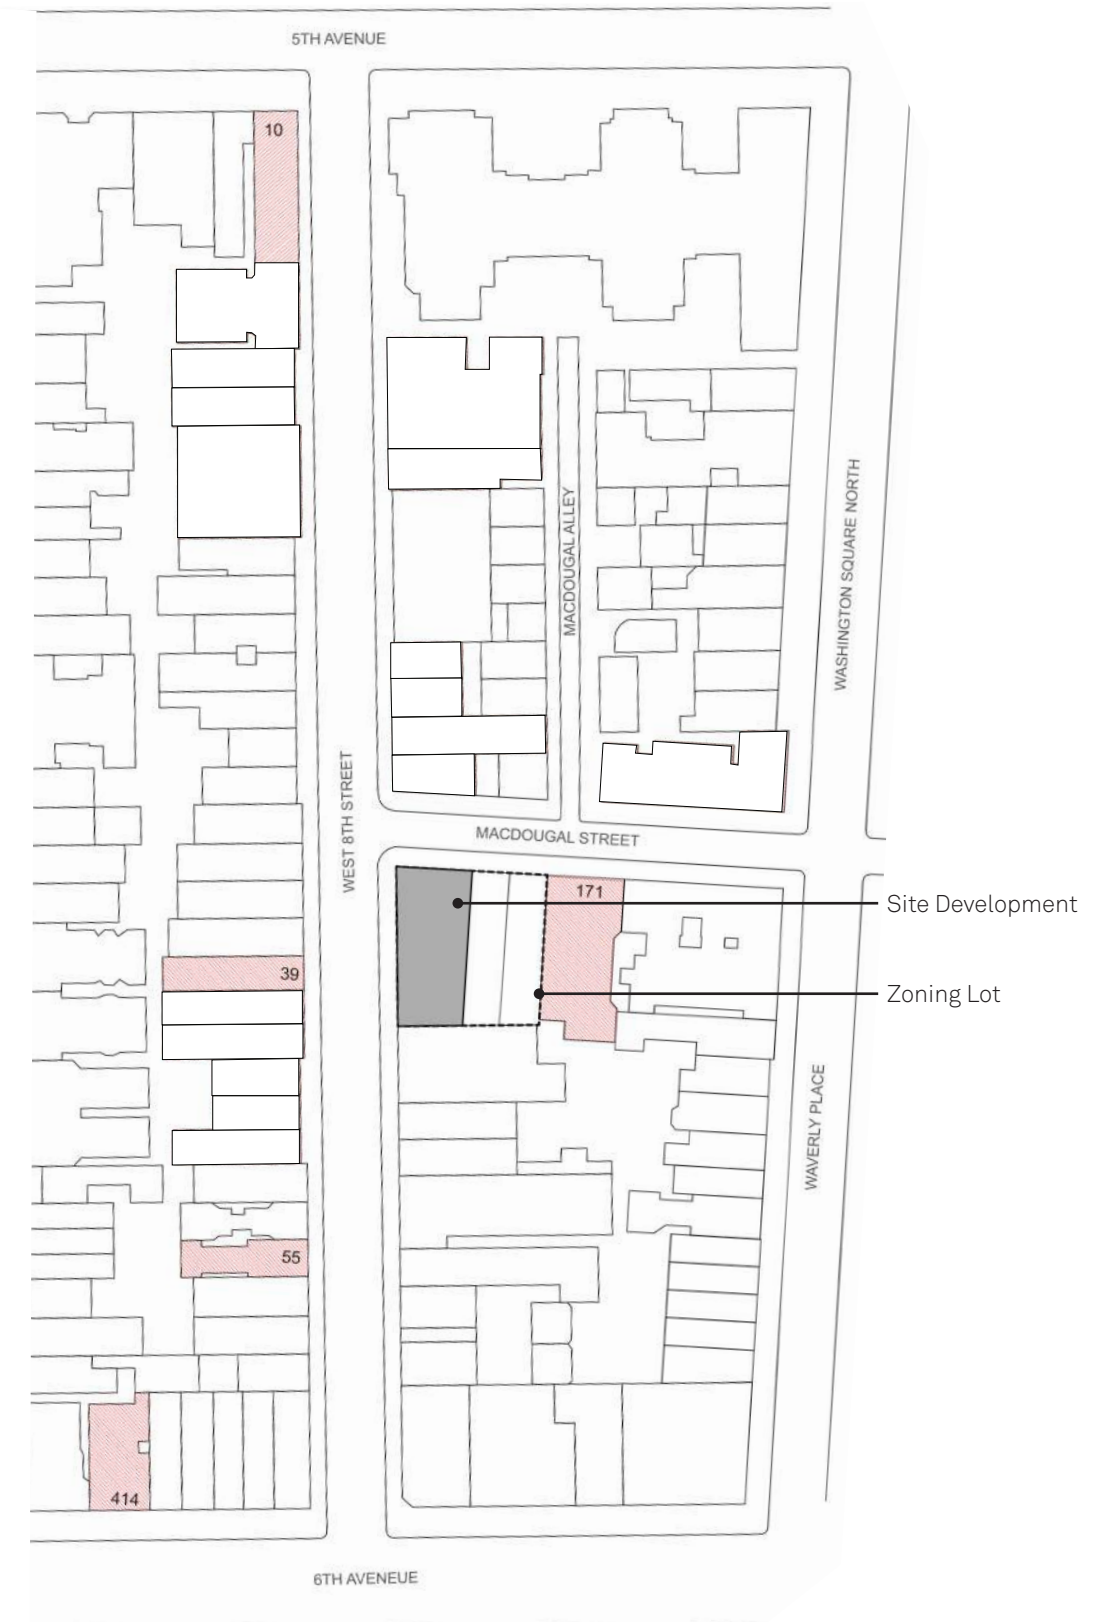 5TH AVENUE
10
MACDOUGAL ALLEY
WASHINGTON SQUARE NORTH
WEST 8TH STREET
MACDOUGAL STREET
171
Site Development
39
Zoning Lot
WAVERLY PLACE
55
414
6TH AVENEUE